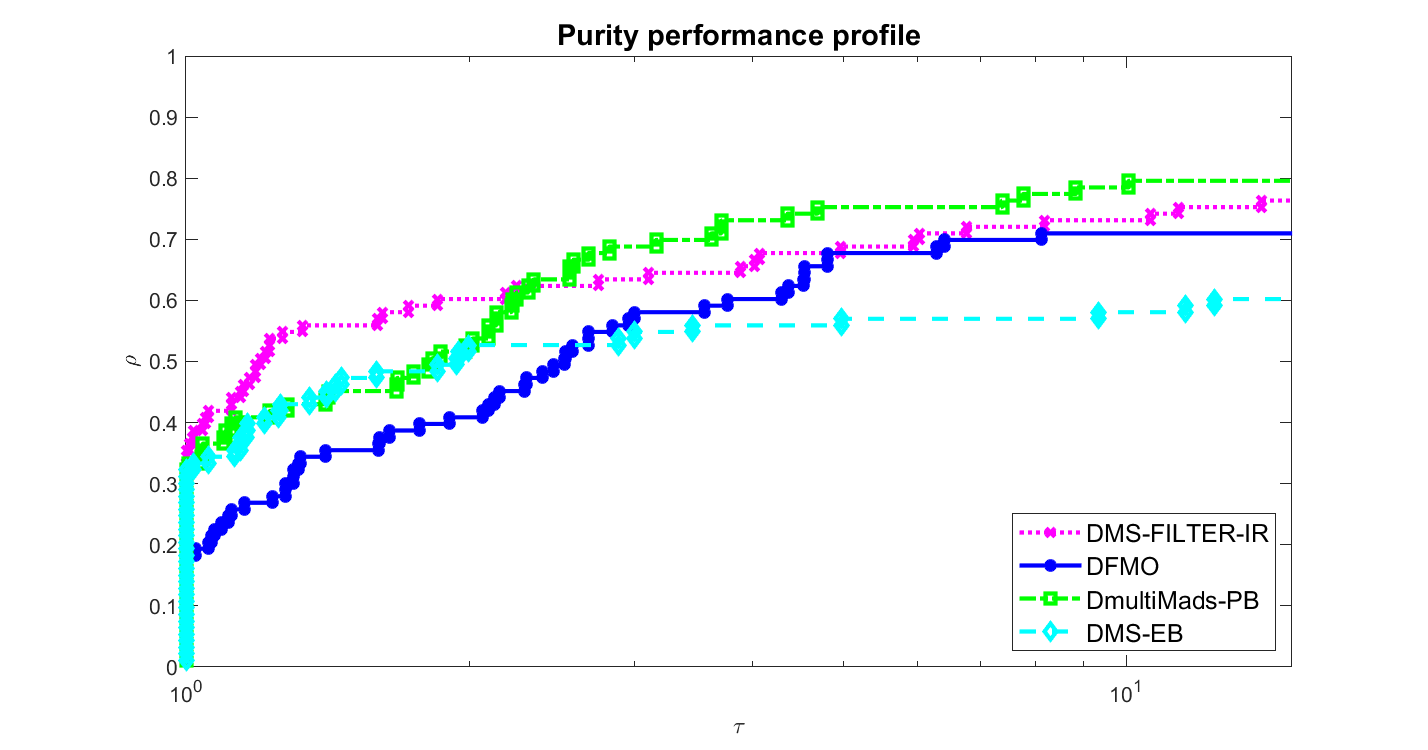 Purity performance profile
1
0.9
0.8
0.7
0.6
0.5
0.4
0.3
0.2
0.1
0
ρ
10⁰
10¹
τ
DMS-FILTER-IR
DFMO
DmultiMads-PB
DMS-EB